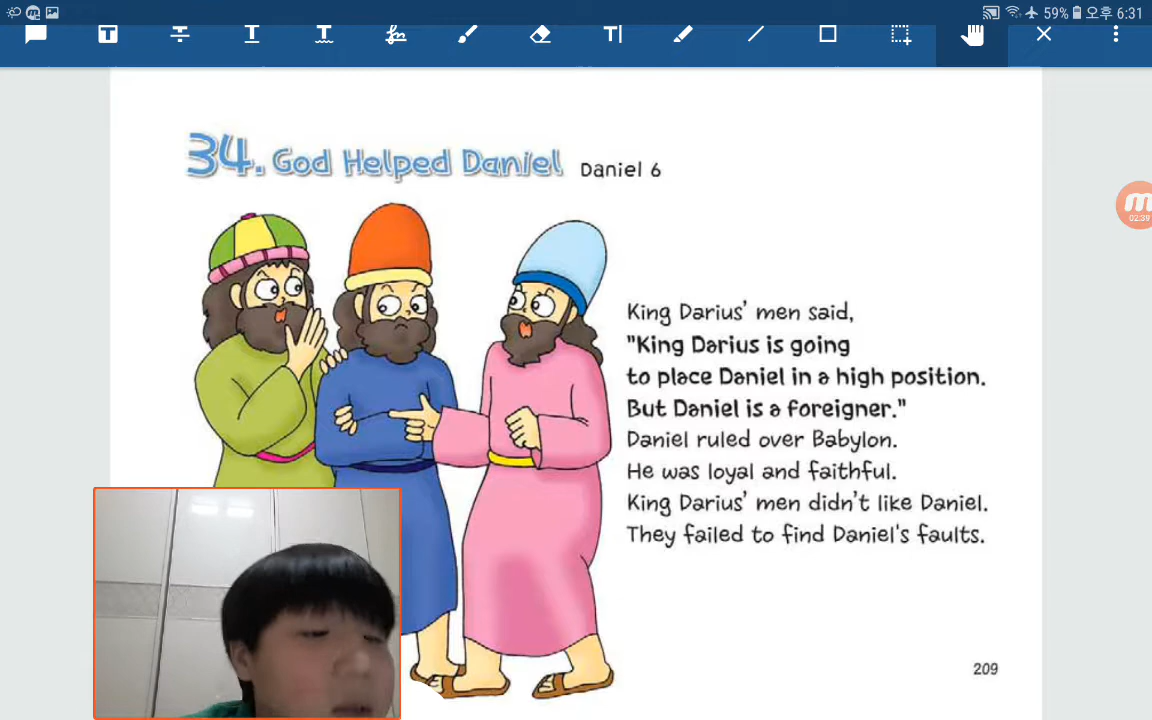 59% 오후 6:31
T
T
T
T
T
34. God Helped Daniel Daniel 6
02:39
King Darius' men said,
"King Darius is going
to place Daniel in a high position.
But Daniel is a foreigner."
Daniel ruled over Babylon.
He was loyal and faithful.
King Darius' men didn't like Daniel.
They failed to find Daniel's faults.
209